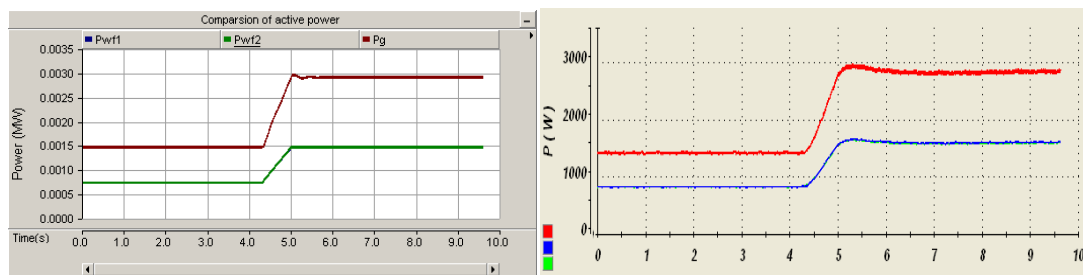 Comparsion of active power
Pwf1 Pwf2 Pg
Power (MW)
0.0035
0.0030
0.0025
0.0020
0.0015
0.0010
0.0005
0.0000
Time(s) 0.0 1.0 2.0 3.0 4.0 5.0 6.0 7.0 8.0 9.0 10.0
P (W)
3000
2000
1000
0
0 1 2 3 4 5 6 7 8 9 10